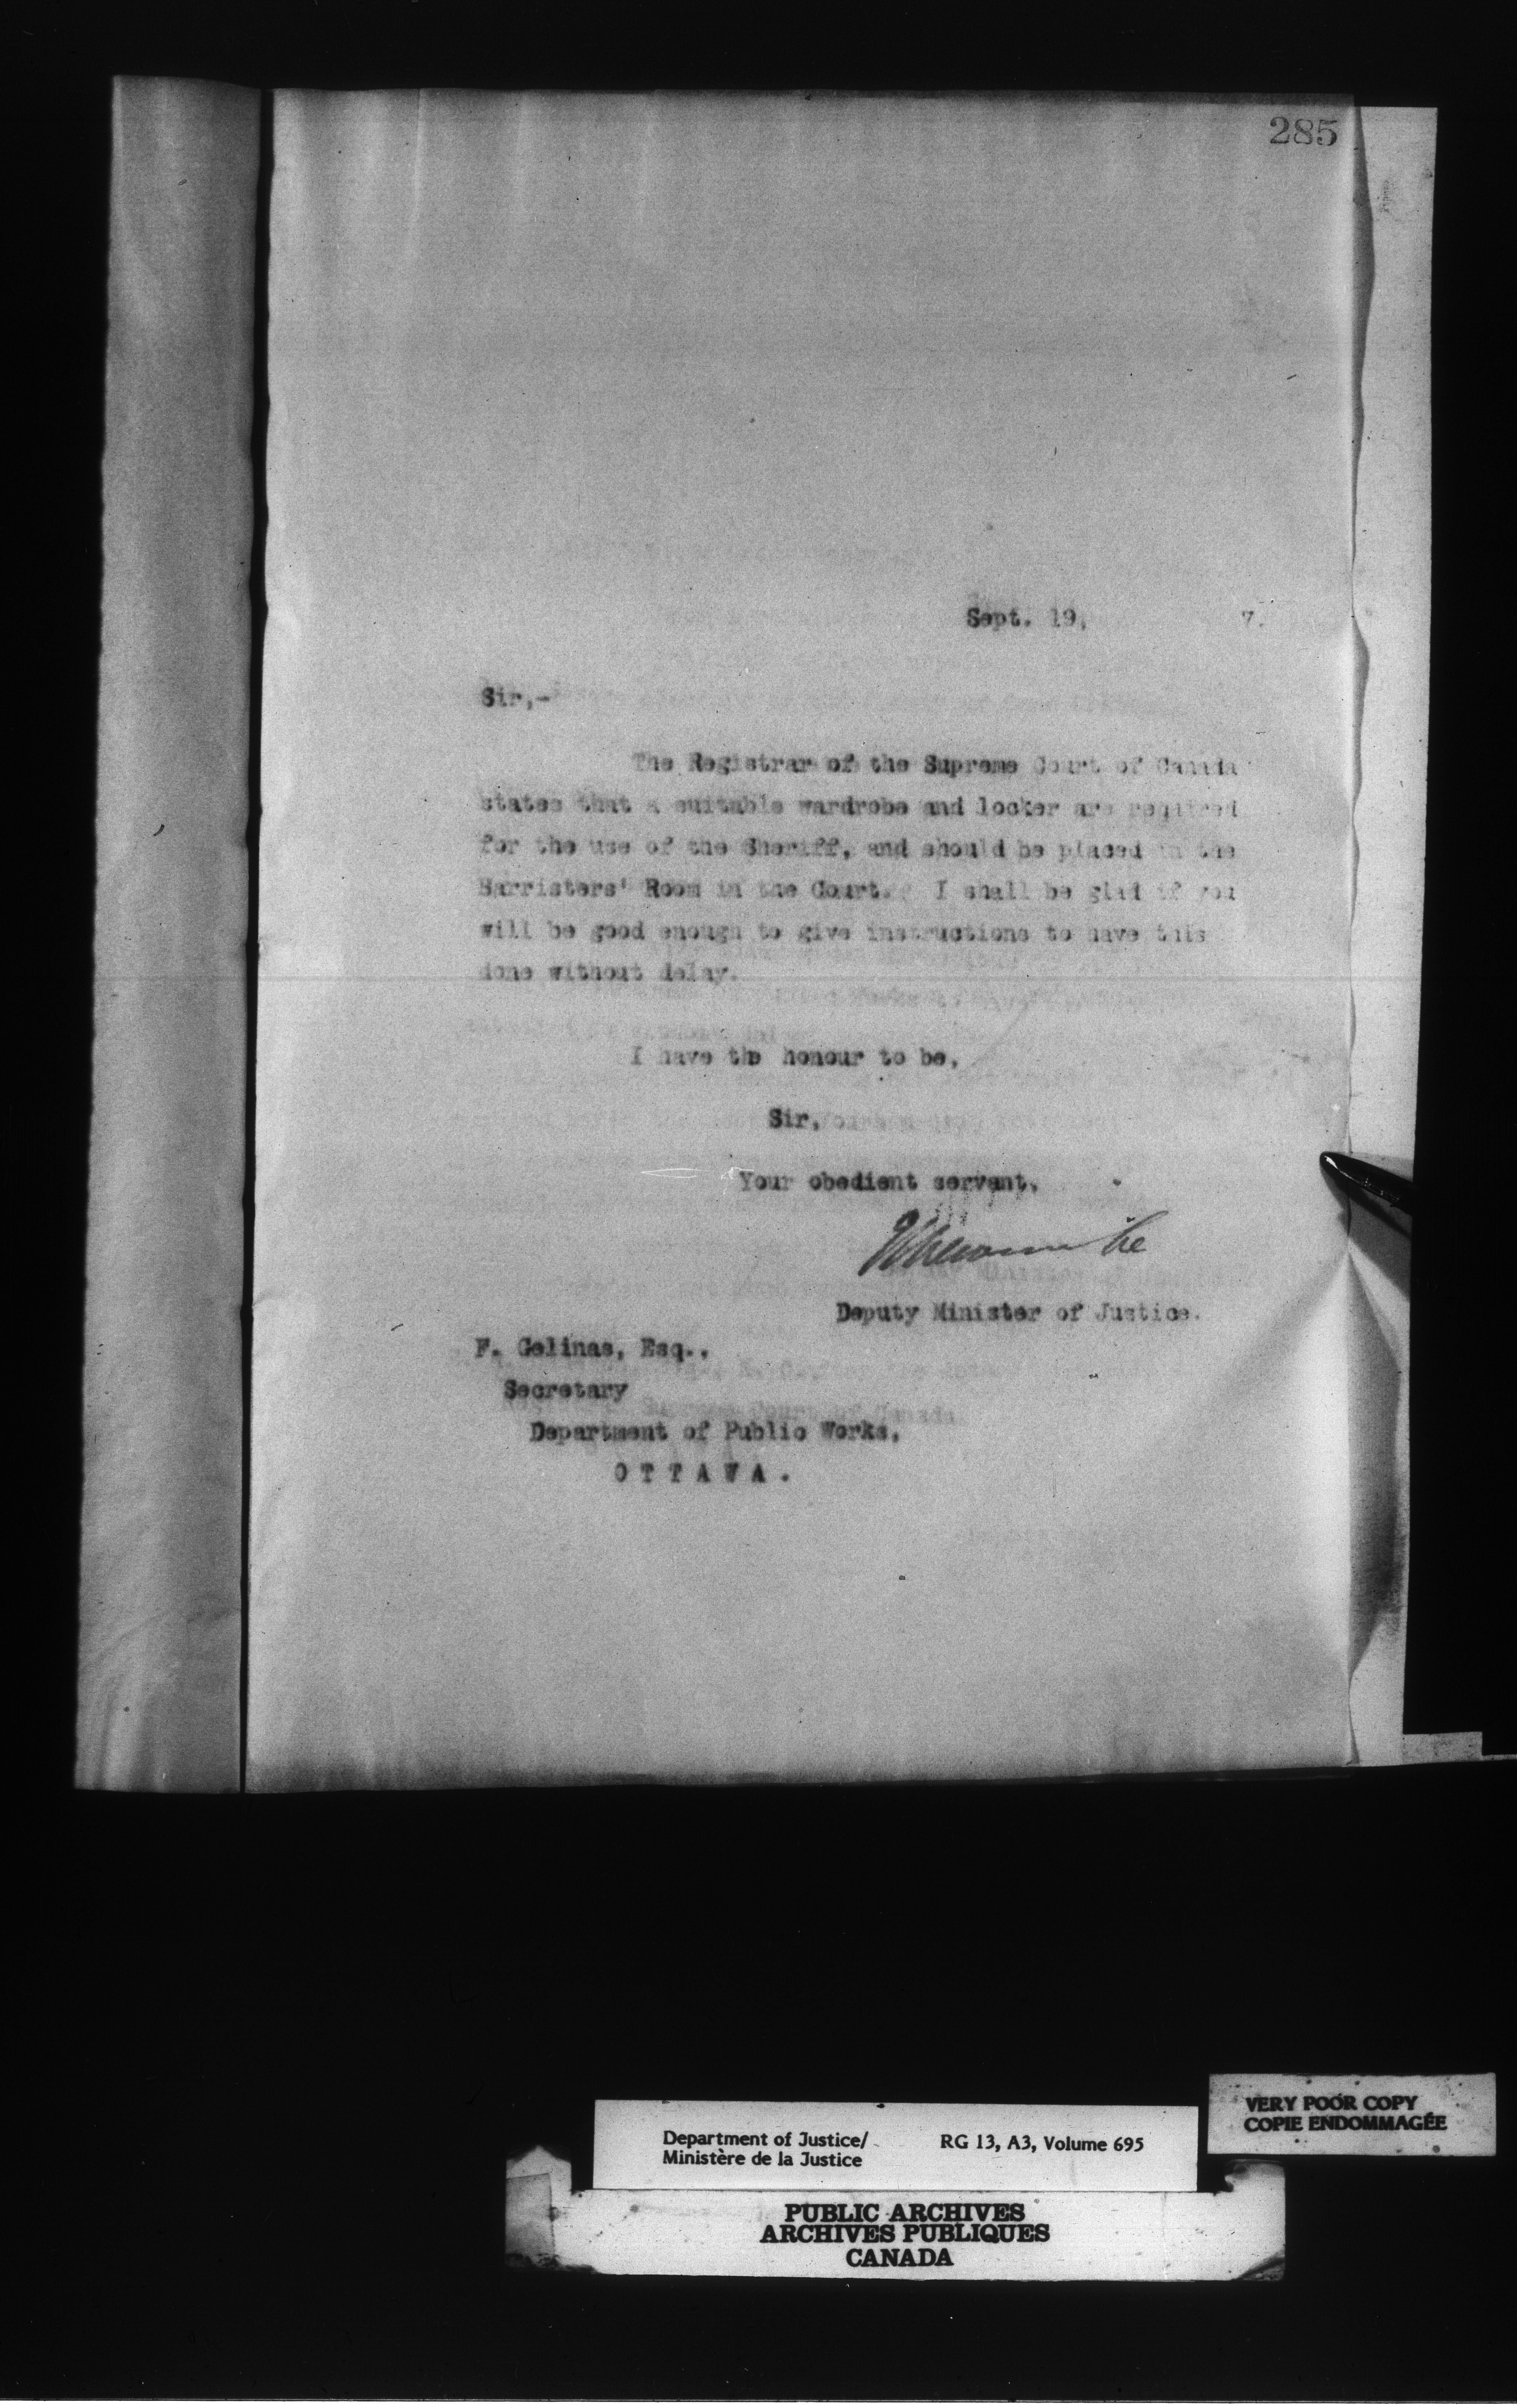 285
Sept. 19, 7.
Sir,-
The Registrar of the Supreme Court of Canada
states that a suitable wardrobe and locker are required
for the use of the Sheriff, and should be placed in the
Barristers' Room in the Court. I shall be glad if you
will be good enough to give instructions to have this
done without delay.
I have the honour to be,
Sir,
Your obedient servant,
Deputy Minister of Justice.
F. Gelinas, Esq.,
Secretary
Department of Public Works,
OTTAWA.
VERY POOR COPY
COPIE ENDOMMAGÉE
Department of Justice/ RG 13, A3, Volume 695
Ministère de la Justice
PUBLIC ARCHIVES
ARCHIVES PUBLIQUES
CANADA